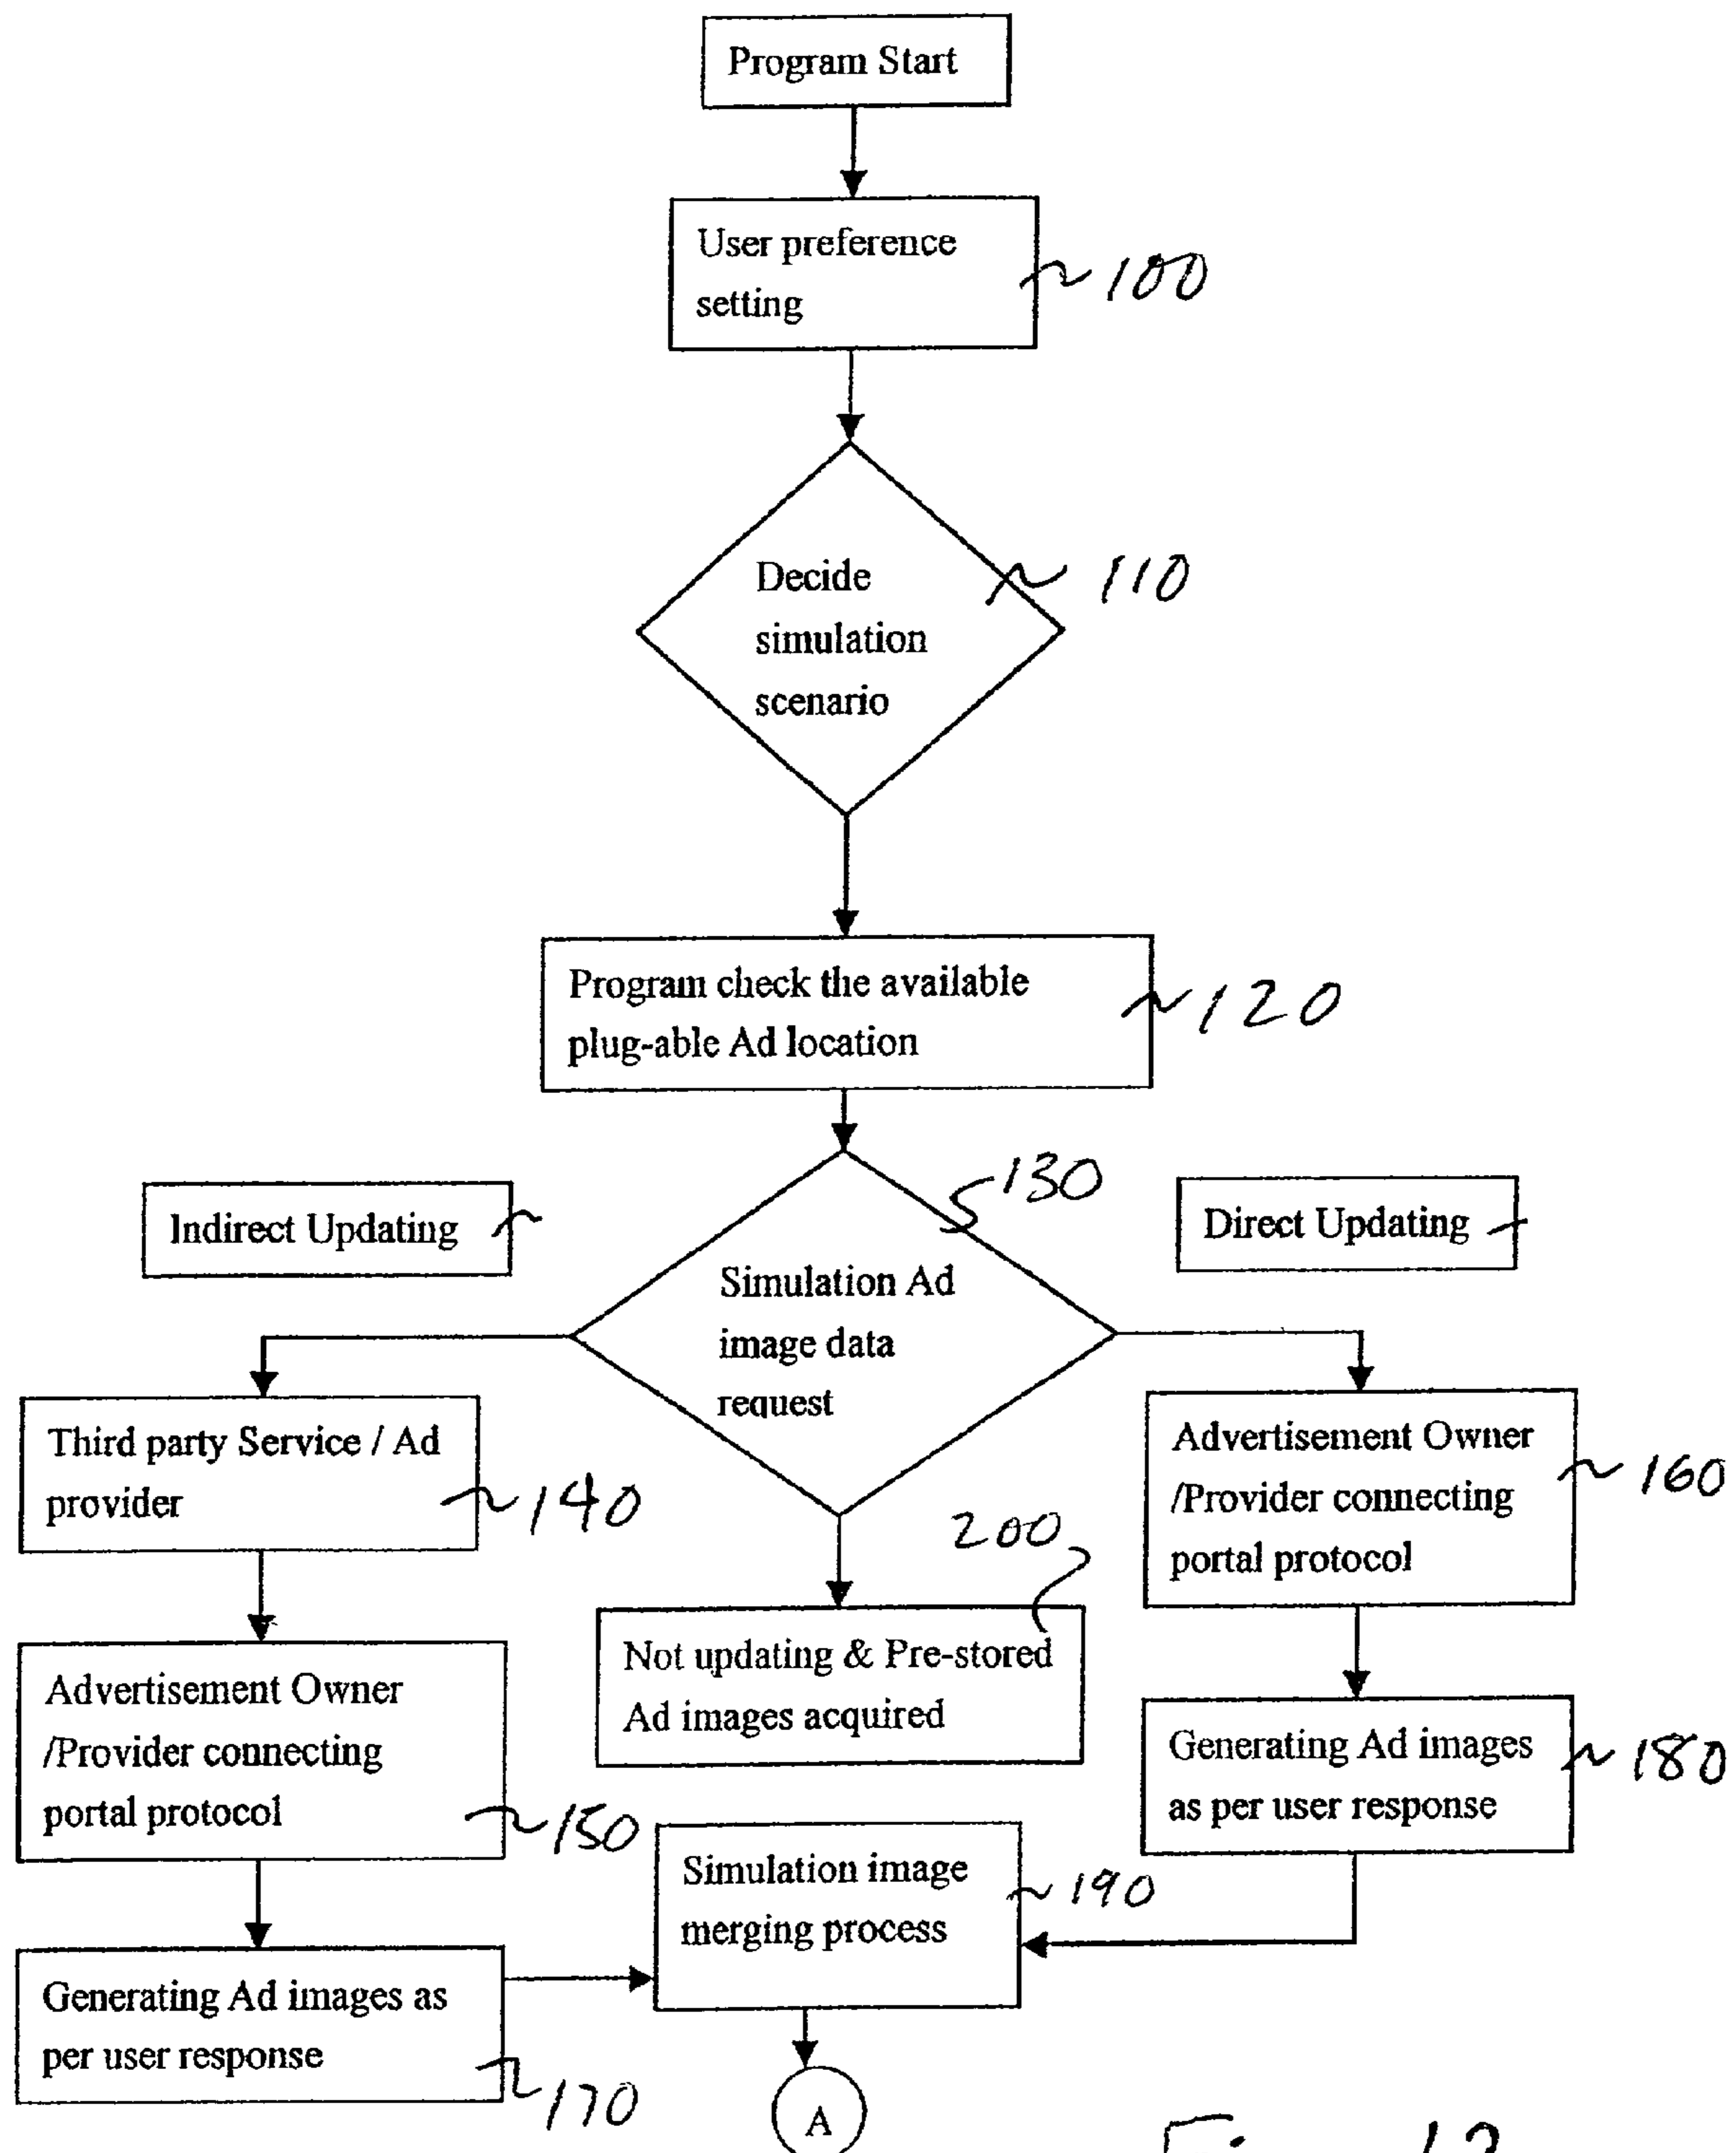 Program Start
User preference
setting
100
Decide
simulation
scenario
110
Program check the available
plug-able Ad location
120
130
Indirect Updating
Direct Updating
Simulation Ad
image data
request
Third party Service / Ad
provider
140
Advertisement Owner
/Provider connecting
portal protocol
160
200
Not updating & Pre-stored
Ad images acquired
Advertisement Owner
/Provider connecting
portal protocol
150
Generating Ad images
as per user response
180
Simulation image
merging process
190
Generating Ad images as
per user response
170
A